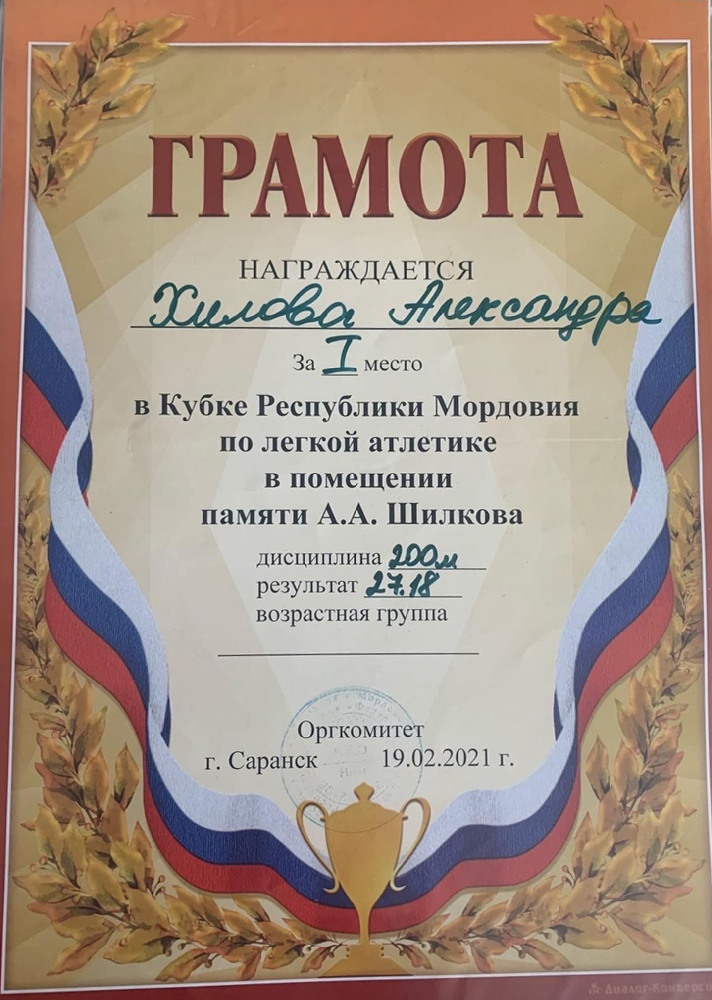 ГРАМОТА
НАГРАЖДАЕТСЯ
Хилова Александра
За I место
в Кубке Республики Мордовия
по легкой атлетике
в помещении
памяти А.А. Шилкова
дисциплина 200м
результат 27.18
возрастная группа
Оргкомитет
г. Саранск 19.02.2021 г.